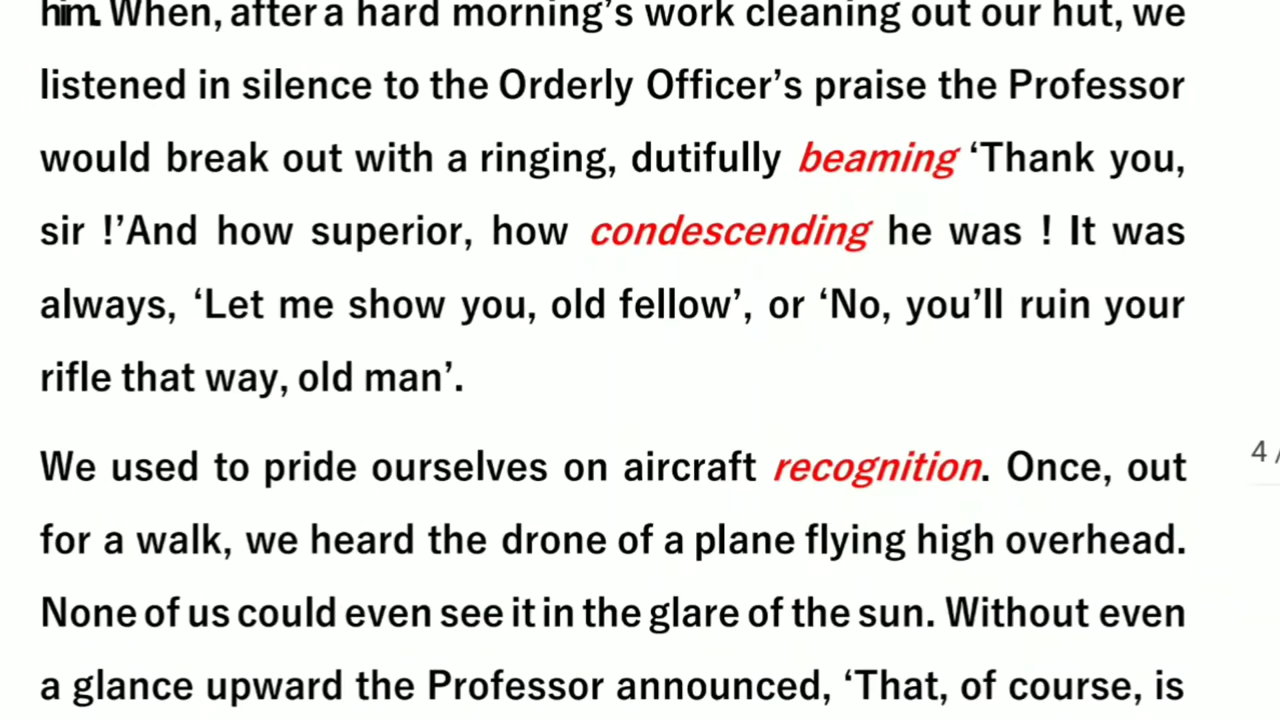 him. When, after a hard morning’s work cleaning out our hut, we
listened in silence to the Orderly Officer’s praise the Professor
would break out with a ringing, dutifully beaming ‘Thank you,
sir !’And how superior, how condescending he was ! It was
always, ‘Let me show you, old fellow’, or ‘No, you’ll ruin your
rifle that way, old man’.
We used to pride ourselves on aircraft recognition. Once, out
for a walk, we heard the drone of a plane flying high overhead.
None of us could even see it in the glare of the sun. Without even
a glance upward the Professor announced, ‘That, of course, is
4 /